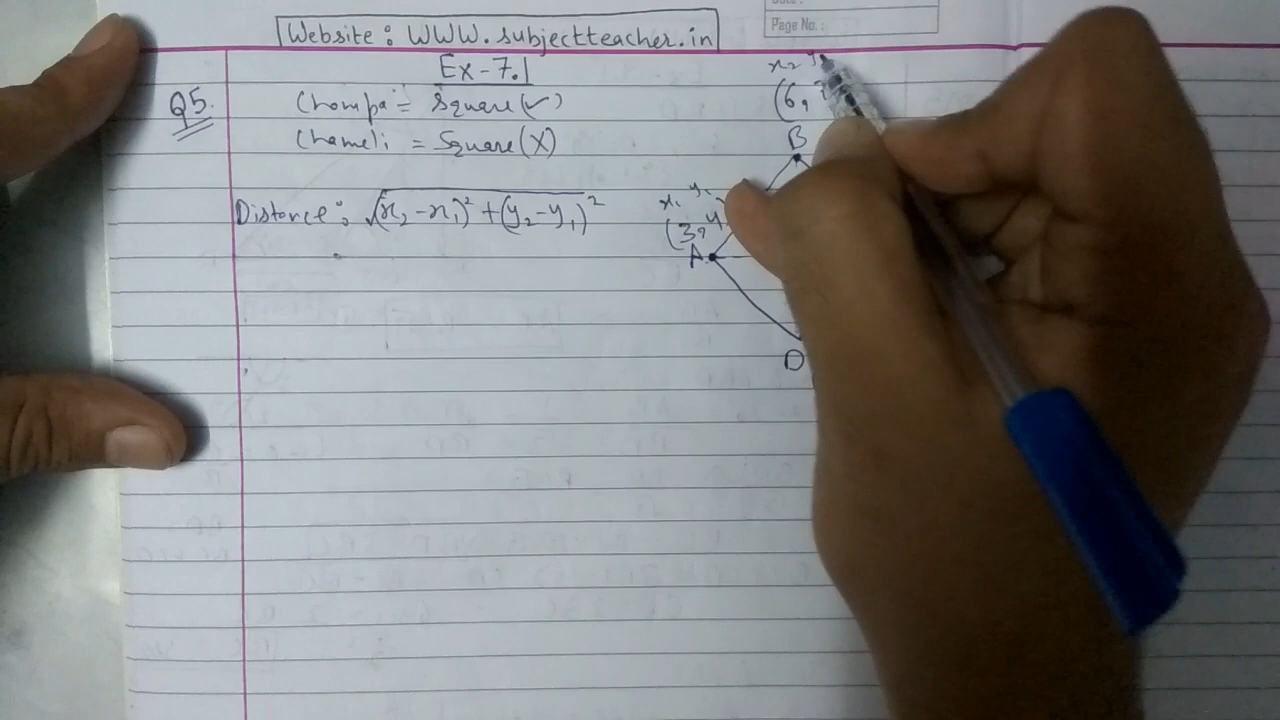 Page No. :
Website : WWW.subjectteacher.in
Ex-7.1
Q5.
Champa = Square(✓)
Chameli = Square(X)
Distance : √(x₂-x₁)² + (y₂-y₁)²
x₂ y
(6,
B
x₁ y₁
(3,4
A
D